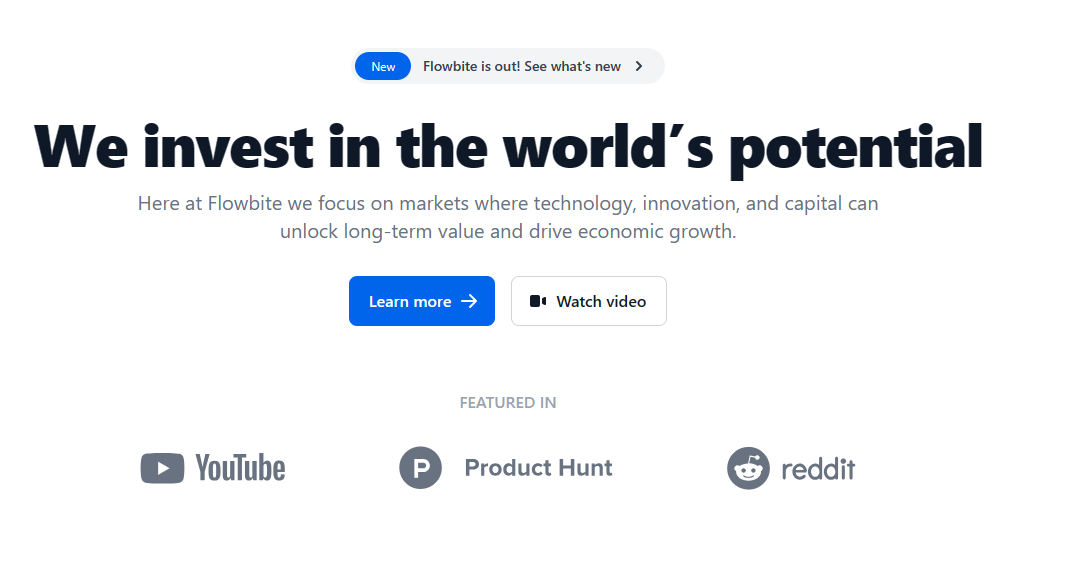 New Flowbite is out! See what's new
We invest in the world’s potential
Here at Flowbite we focus on markets where technology, innovation, and capital can
unlock long-term value and drive economic growth.
Learn more Watch video
FEATURED IN
YouTube P Product Hunt reddit